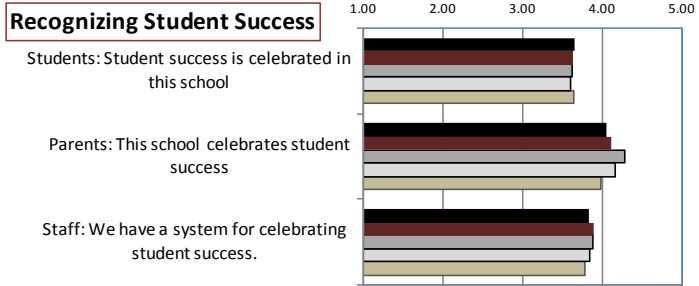 Recognizing Student Success
1.00 2.00 3.00 4.00 5.00
Students: Student success is celebrated in
this school
Parents: This school celebrates student
success
Staff: We have a system for celebrating
student success.